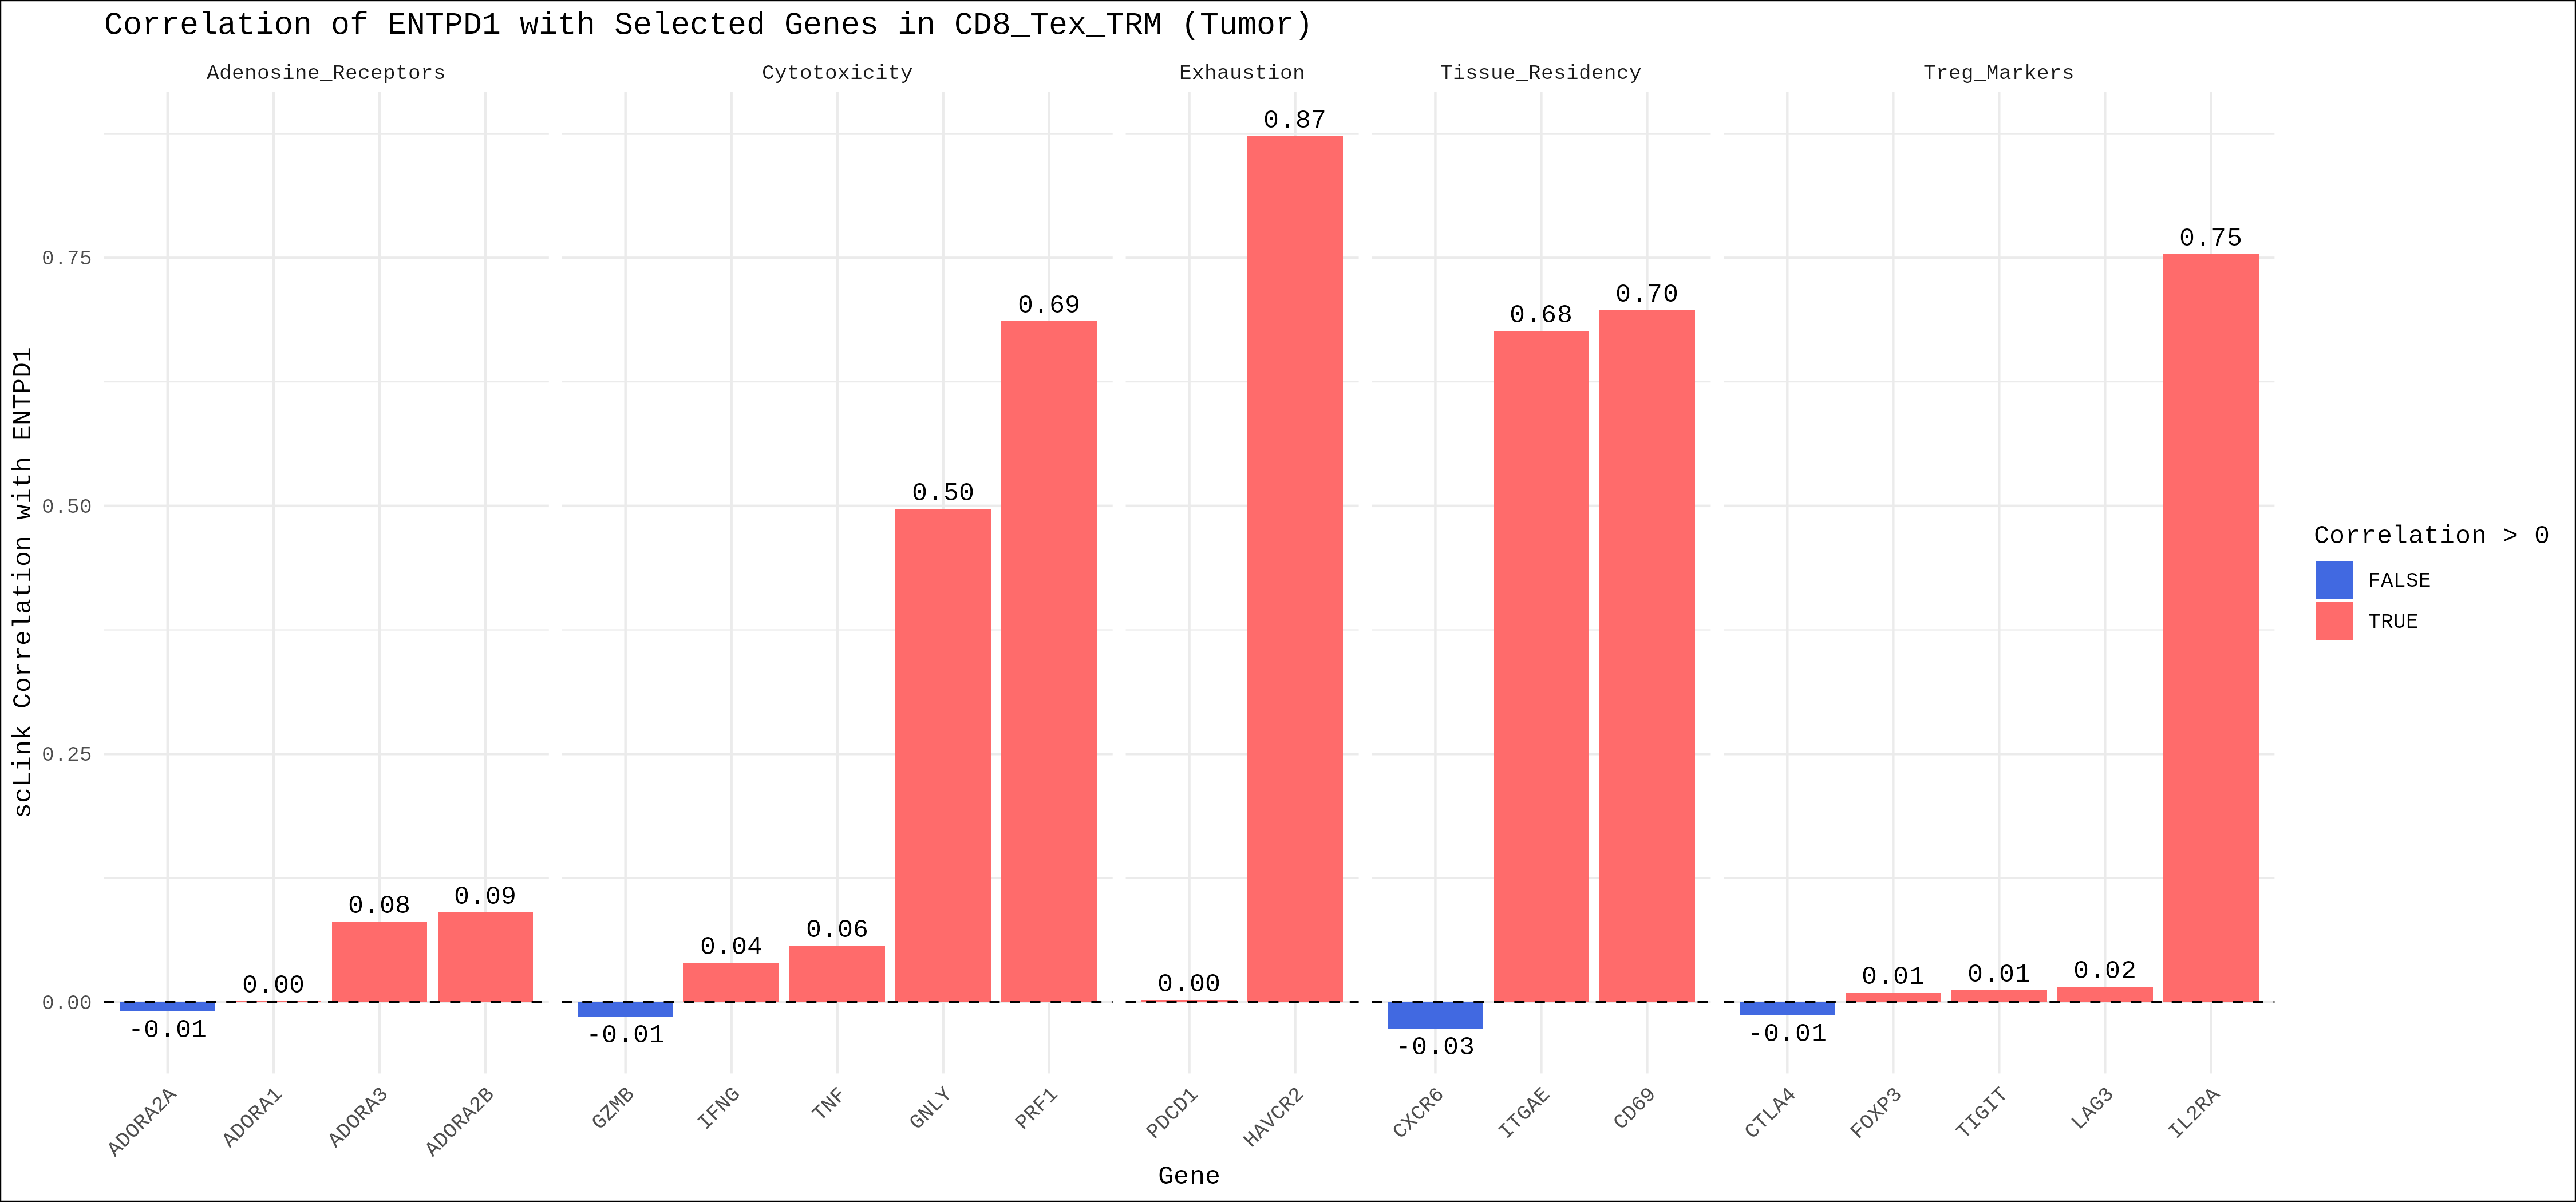 Correlation of ENTPD1 with Selected Genes in CD8_Tex_TRM (Tumor)
Adenosine_Receptors
Cytotoxicity
Exhaustion
Tissue_Residency
Treg_Markers
scLink Correlation with ENTPD1
0.75
0.50
0.25
0.00
-0.01
0.00
0.08
0.09
-0.01
0.04
0.06
0.50
0.69
0.00
0.87
-0.03
0.68
0.70
-0.01
0.01
0.01
0.02
0.75
ADORA2A
ADORA1
ADORA3
ADORA2B
GZMB
IFNG
TNF
GNLY
PRF1
PDCD1
HAVCR2
CXCR6
ITGAE
CD69
CTLA4
FOXP3
TIGIT
LAG3
IL2RA
Gene
Correlation > 0
FALSE
TRUE